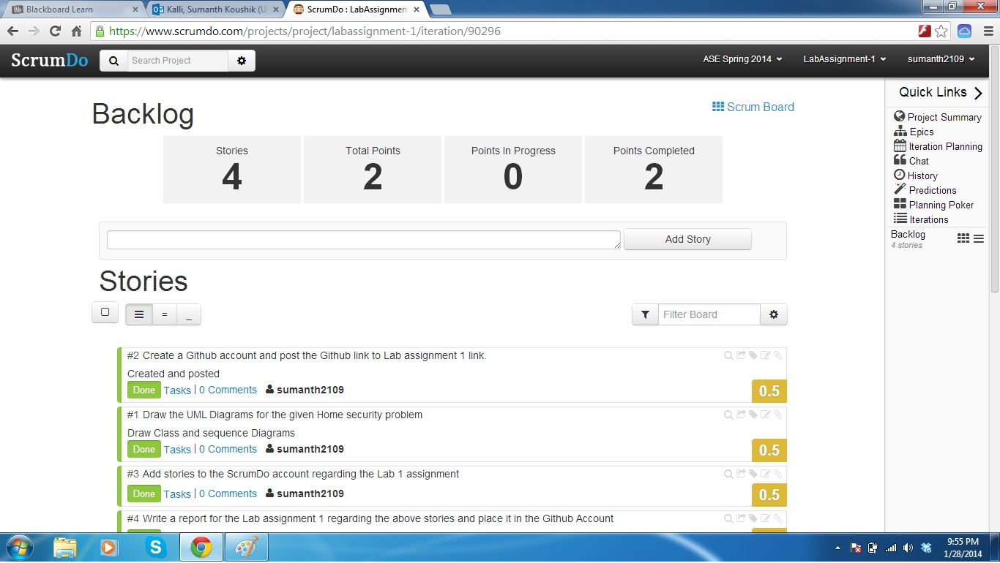 Blackboard Learn
Kalli, Sumanth Koushik (U
ScrumDo : LabAssignmen
https://www.scrumdo.com/projects/project/labassignment-1/iteration/90296
ScrumDo
Search Project
ASE Spring 2014
LabAssignment-1
sumanth2109
Backlog
Scrum Board
Stories
4
Total Points
2
Points In Progress
0
Points Completed
2
Add Story
Stories
=
_
Filter Board
#2 Create a Github account and post the Github link to Lab assignment 1 link.
Created and posted
Done Tasks | 0 Comments sumanth2109
0.5
#1 Draw the UML Diagrams for the given Home security problem
Draw Class and sequence Diagrams
Done Tasks | 0 Comments sumanth2109
0.5
#3 Add stories to the ScrumDo account regarding the Lab 1 assignment
Done Tasks | 0 Comments sumanth2109
0.5
#4 Write a report for the Lab assignment 1 regarding the above stories and place it in the Github Account
Quick Links
Project Summary
Epics
Iteration Planning
Chat
History
Predictions
Planning Poker
Iterations
Backlog
4 stories
9:55 PM
1/28/2014